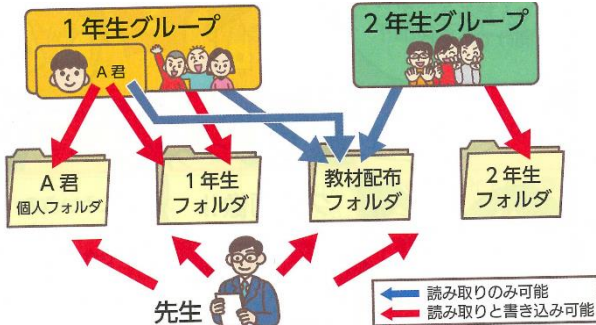 1年生グループ
A君
2年生グループ
A君
個人フォルダ
1年生
フォルダ
教材配布
フォルダ
2年生
フォルダ
先生
読み取りのみ可能
読み取りと書き込み可能